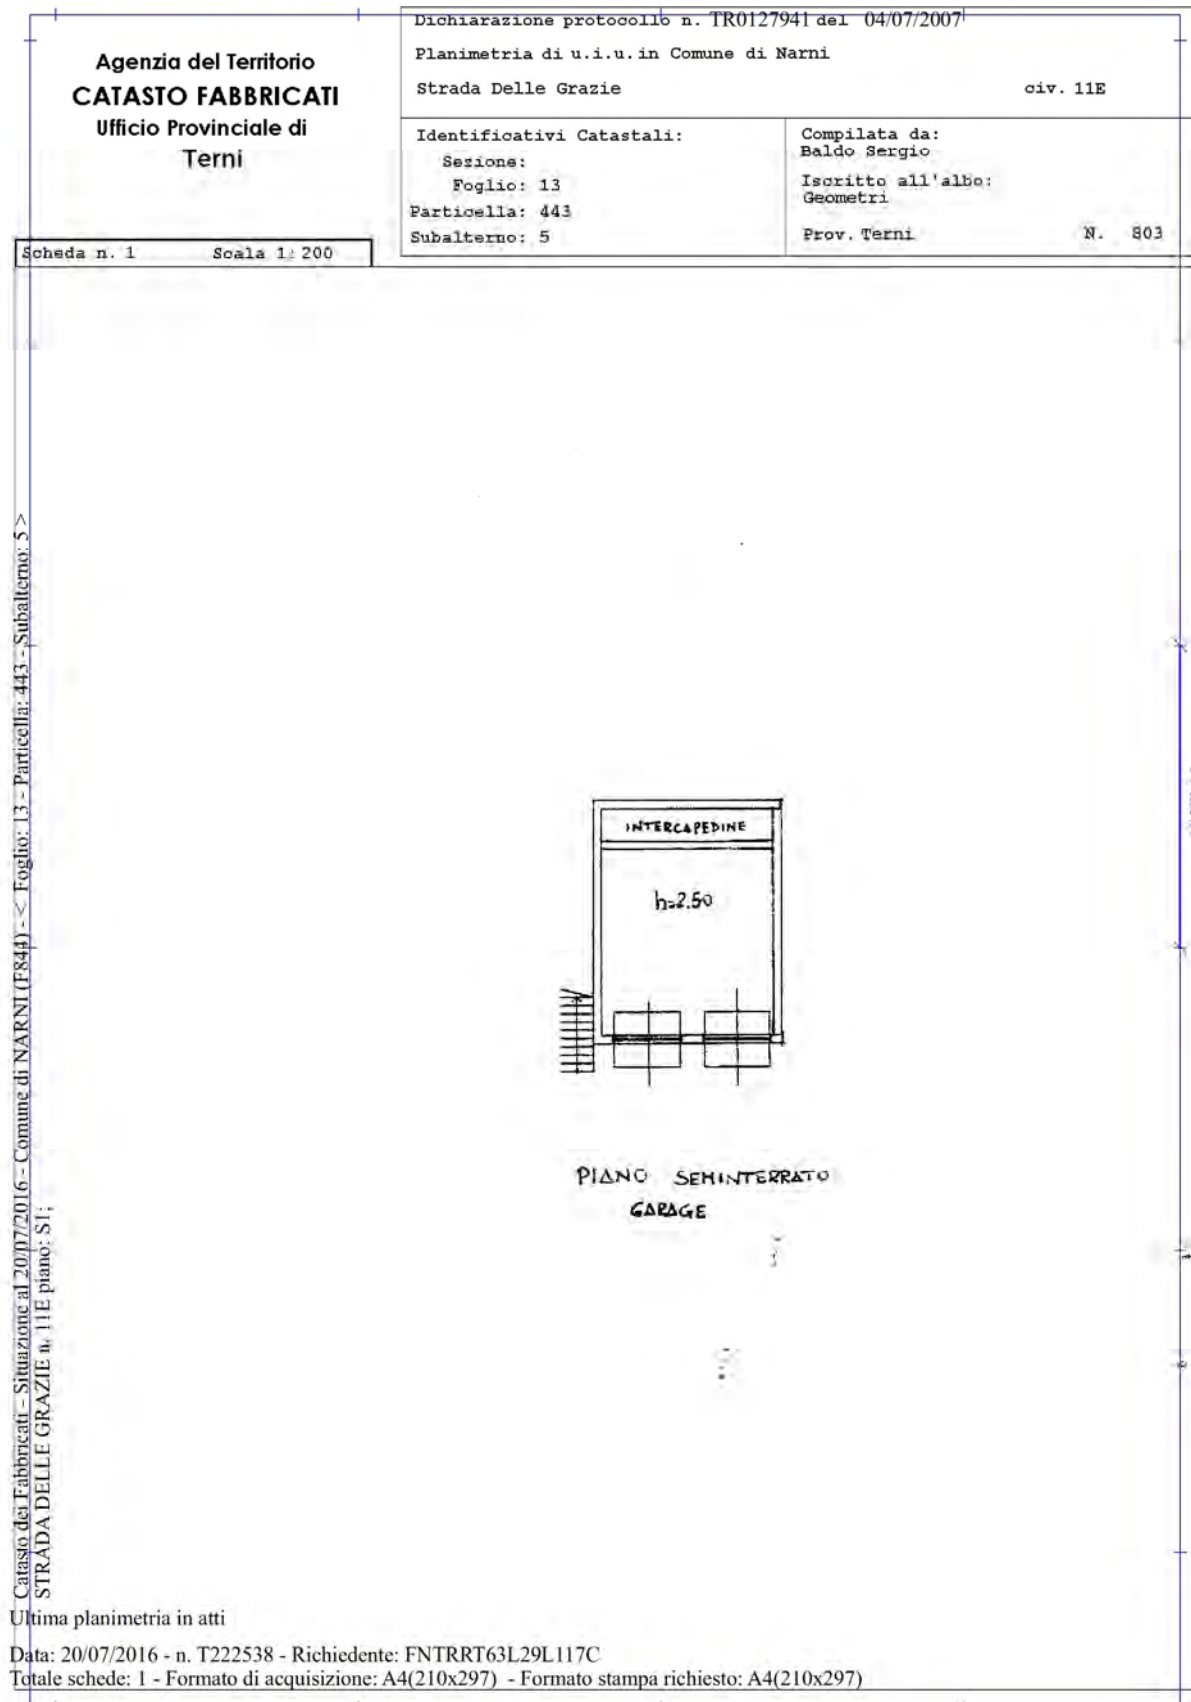 Agenzia del Territorio
CATASTO FABBRICATI
Ufficio Provinciale di
Terni
Dichiarazione protocollo n. TR0127941 del 04/07/2007
Planimetria di u.i.u. in Comune di Narni
Strada Delle Grazie civ. 11E
Identificativi Catastali:
Sezione:
Foglio: 13
Particella: 443
Subalterno: 5
Compilata da:
Baldo Sergio
Iscritto all'albo:
Geometri
Prov. Terni N. 803
Scheda n. 1 Scala 1: 200
INTERCAPEDINE
h=2.50
PIANO SEMINTERRATO
GARAGE
Catasto dei Fabbricati - Situazione al 20/07/2016 - Comune di NARNI (F844) - < Foglio: 13 - Particella: 443 - Subalterno: 5 >
STRADA DELLE GRAZIE n. 11E piano: S1;
Ultima planimetria in atti
Data: 20/07/2016 - n. T222538 - Richiedente: FNTRRT63L29L117C
Totale schede: 1 - Formato di acquisizione: A4(210x297) - Formato stampa richiesto: A4(210x297)